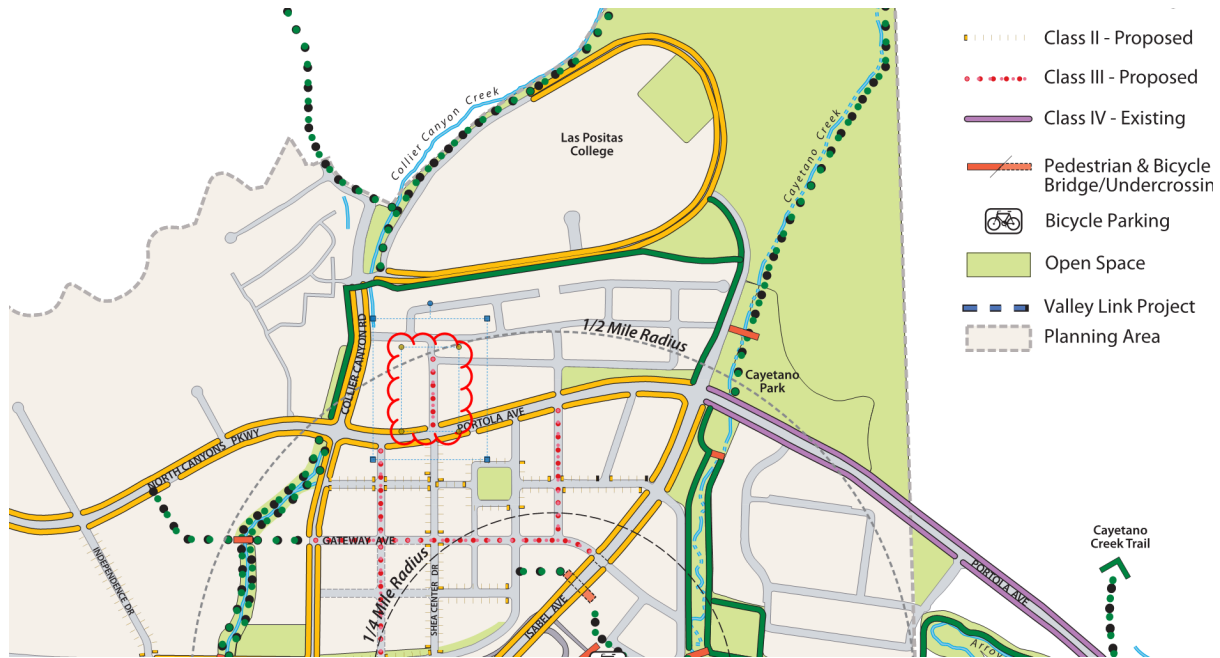 Class II - Proposed
Class III - Proposed
Class IV - Existing
Pedestrian & Bicycle
Bridge/Undercrossin
Bicycle Parking
Open Space
Valley Link Project
Planning Area
Collier Canyon Creek
Las Positas
College
Cayetano Creek
1/2 Mile Radius
COLLIER CANYON RD
Cayetano
Park
PORTOLA AVE
NORTH CANYONS PKWY
GATEWAY AVE
INDEPENDENCE DR
1/4 Mile Radius
SHEA CENTER DR
ISABEL AVE
PORTOLA AVE
Cayetano
Creek Trail
Arroyo